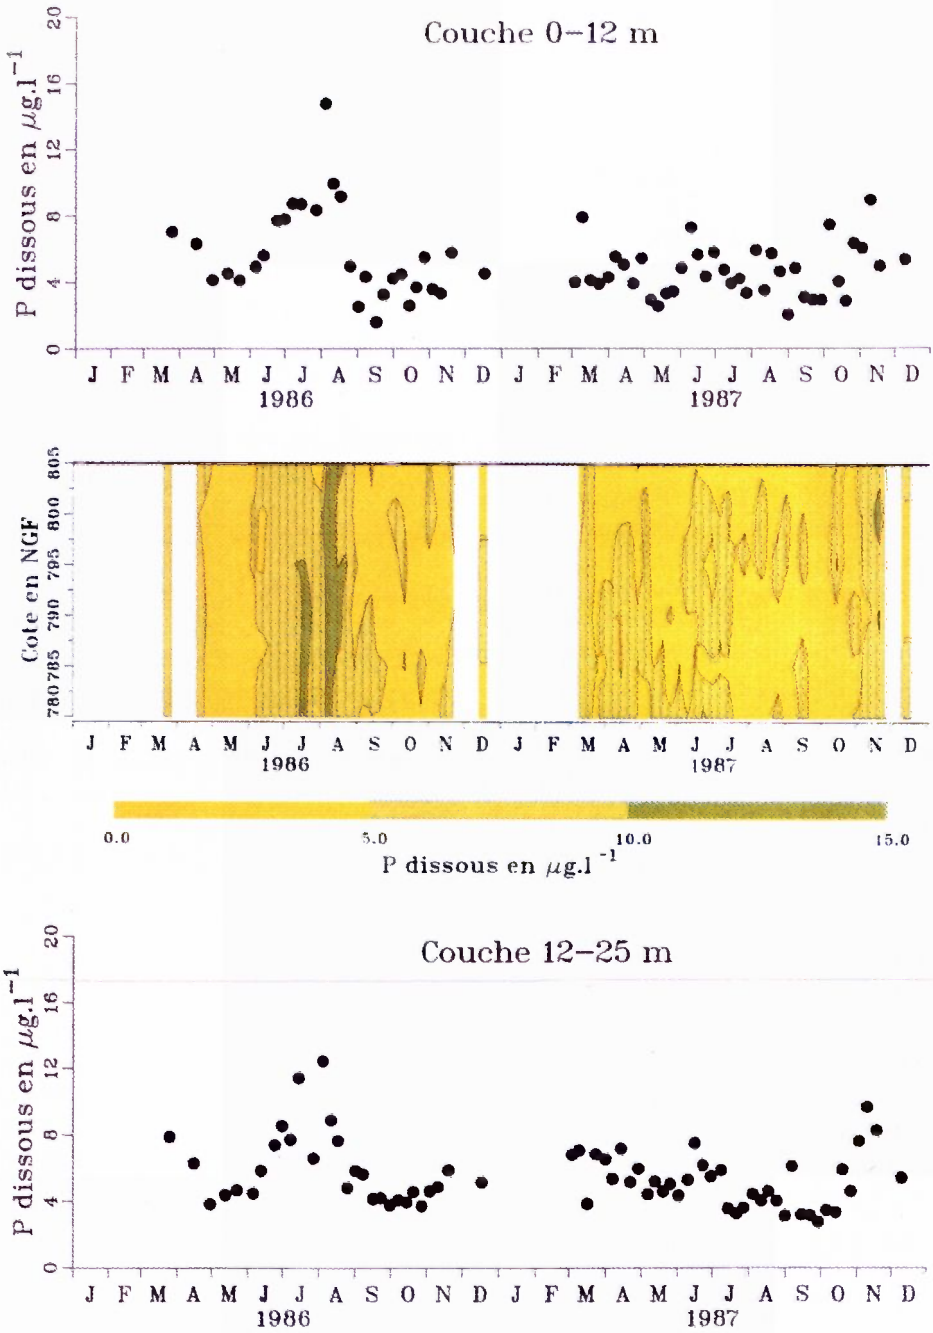 Couche 0-12 m
P dissous en µg.l⁻¹
20
16
12
8
4
0
J F M A M J J A S O N D J F M A M J J A S O N D
1986 1987
Cote en NGF
805
800
795
790
785
780
J F M A M J J A S O N D J F M A M J J A S O N D
1986 1987
0.0 5.0 10.0 15.0
P dissous en µg.l⁻¹
Couche 12-25 m
P dissous en µg.l⁻¹
20
16
12
8
4
0
J F M A M J J A S O N D J F M A M J J A S O N D
1986 1987